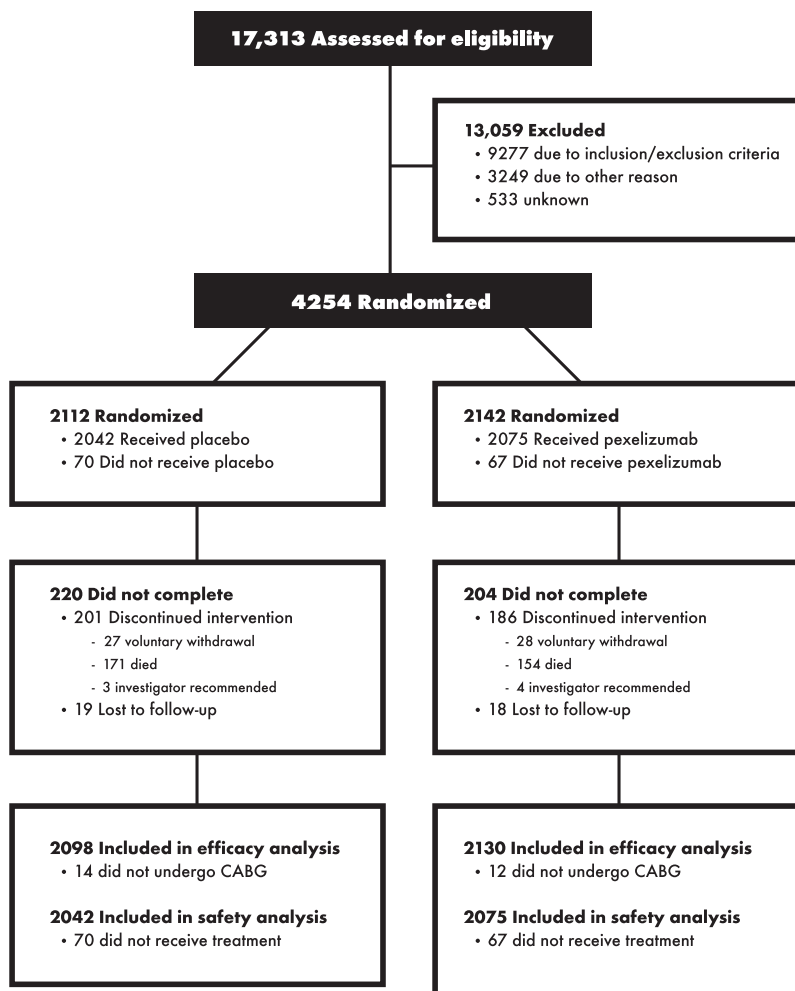 17,313 Assessed for eligibility
13,059 Excluded
• 9277 due to inclusion/exclusion criteria
• 3249 due to other reason
• 533 unknown
4254 Randomized
2112 Randomized
• 2042 Received placebo
• 70 Did not receive placebo
2142 Randomized
• 2075 Received pexelizumab
• 67 Did not receive pexelizumab
220 Did not complete
• 201 Discontinued intervention
- 27 voluntary withdrawal
- 171 died
- 3 investigator recommended
• 19 Lost to follow-up
204 Did not complete
• 186 Discontinued intervention
- 28 voluntary withdrawal
- 154 died
- 4 investigator recommended
• 18 Lost to follow-up
2098 Included in efficacy analysis
• 14 did not undergo CABG
2042 Included in safety analysis
• 70 did not receive treatment
2130 Included in efficacy analysis
• 12 did not undergo CABG
2075 Included in safety analysis
• 67 did not receive treatment